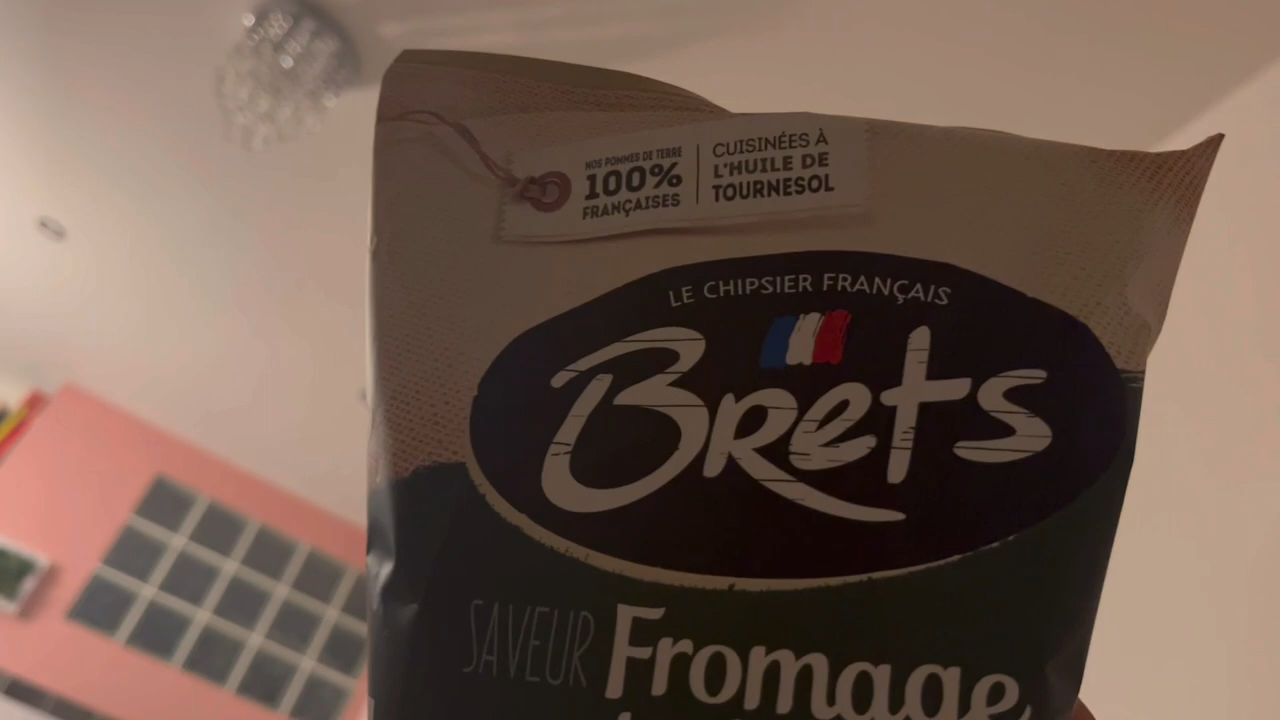 NOS POMMES DE TERRE
100%
FRANÇAISES
CUISINÉES À
L'HUILE DE
TOURNESOL
LE CHIPSIER FRANÇAIS
Brets
SAVEUR Fromage